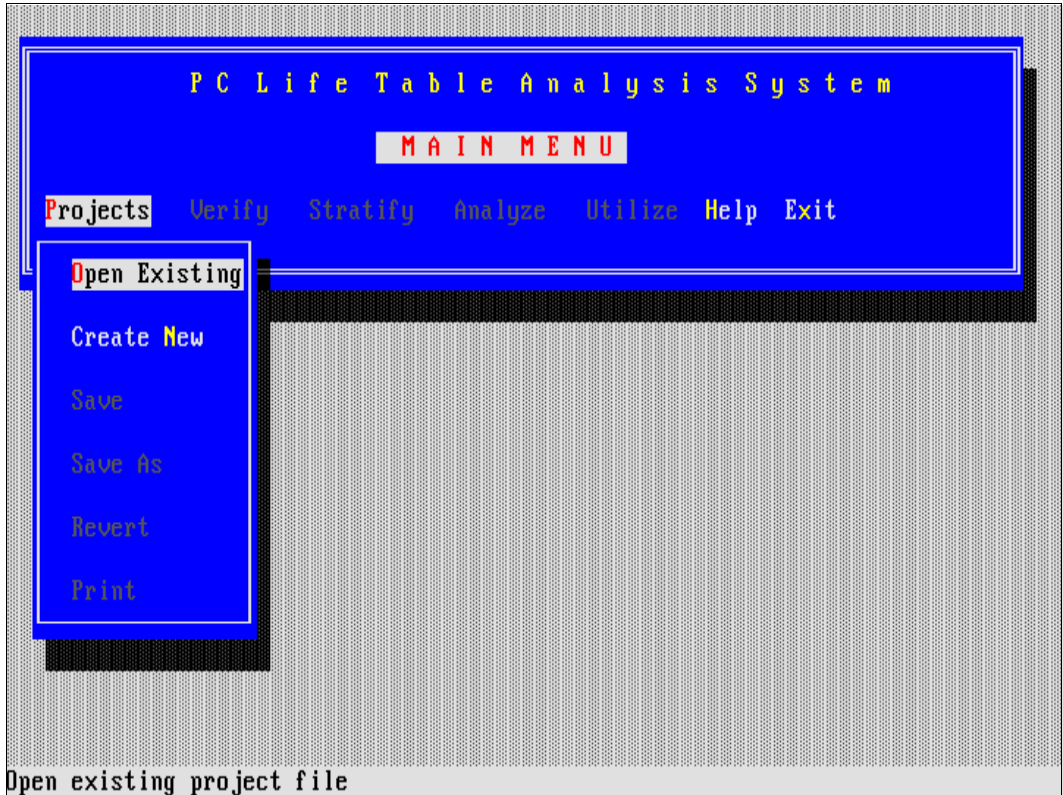 PC Life Table Analysis System
MAIN MENU
Projects Verify Stratify Analyze Utilize Help Exit
Open Existing
Create New
Save
Save As
Revert
Print
Open existing project file